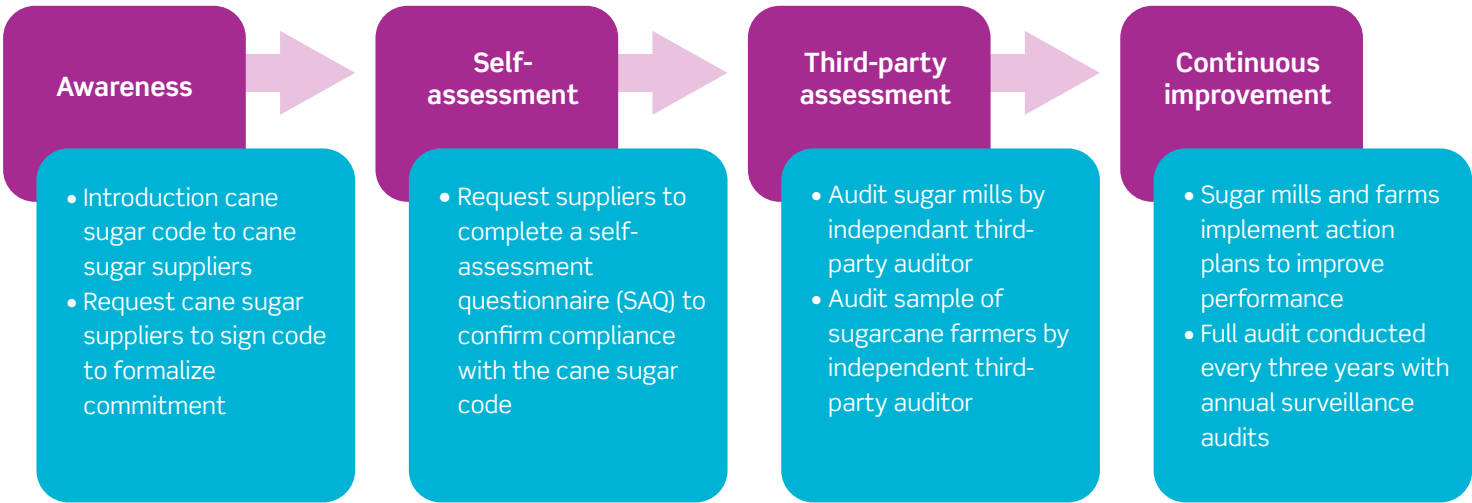 Awareness
• Introduction cane
sugar code to cane
sugar suppliers
• Request cane sugar
suppliers to sign code
to formalize
commitment
Self-
assessment
• Request suppliers to
complete a self-
assessment
questionnaire (SAQ) to
confirm compliance
with the cane sugar
code
Third-party
assessment
• Audit sugar mills by
independant third-
party auditor
• Audit sample of
sugarcane farmers by
independent third-
party auditor
Continuous
improvement
• Sugar mills and farms
implement action
plans to improve
performance
• Full audit conducted
every three years with
annual surveillance
audits